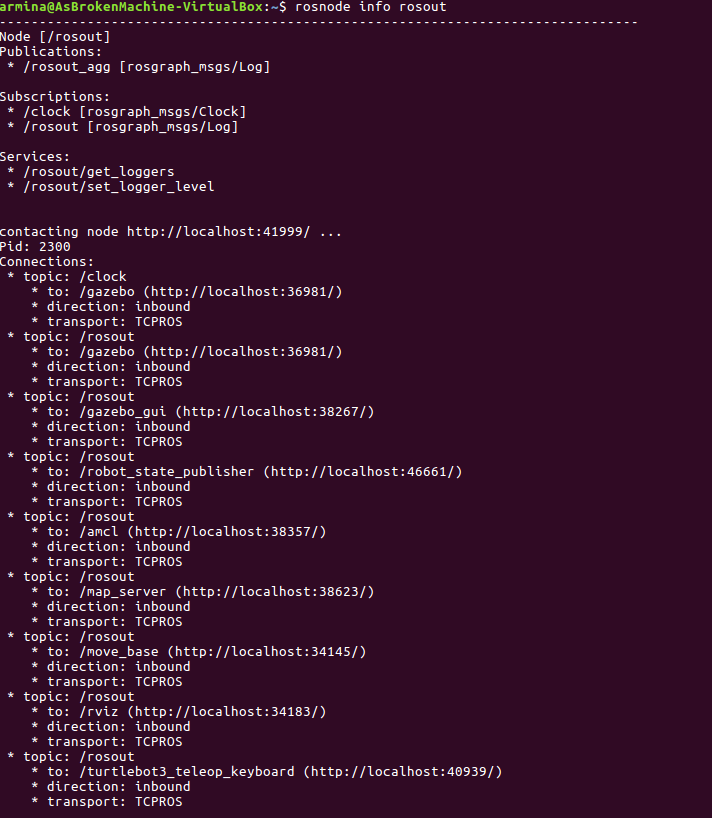 armina@AsBrokenMachine-VirtualBox:~$ rosnode info rosout
--------------------------------------------------------------------------------
Node [/rosout]
Publications:
 * /rosout_agg [rosgraph_msgs/Log]

Subscriptions:
 * /clock [rosgraph_msgs/Clock]
 * /rosout [rosgraph_msgs/Log]

Services:
 * /rosout/get_loggers
 * /rosout/set_logger_level


contacting node http://localhost:41999/ ...
Pid: 2300
Connections:
 * topic: /clock
    * to: /gazebo (http://localhost:36981/)
    * direction: inbound
    * transport: TCPROS
 * topic: /rosout
    * to: /gazebo (http://localhost:36981/)
    * direction: inbound
    * transport: TCPROS
 * topic: /rosout
    * to: /gazebo_gui (http://localhost:38267/)
    * direction: inbound
    * transport: TCPROS
 * topic: /rosout
    * to: /robot_state_publisher (http://localhost:46661/)
    * direction: inbound
    * transport: TCPROS
 * topic: /rosout
    * to: /amcl (http://localhost:38357/)
    * direction: inbound
    * transport: TCPROS
 * topic: /rosout
    * to: /map_server (http://localhost:38623/)
    * direction: inbound
    * transport: TCPROS
 * topic: /rosout
    * to: /move_base (http://localhost:34145/)
    * direction: inbound
    * transport: TCPROS
 * topic: /rosout
    * to: /rviz (http://localhost:34183/)
    * direction: inbound
    * transport: TCPROS
 * topic: /rosout
    * to: /turtlebot3_teleop_keyboard (http://localhost:40939/)
    * direction: inbound
    * transport: TCPROS